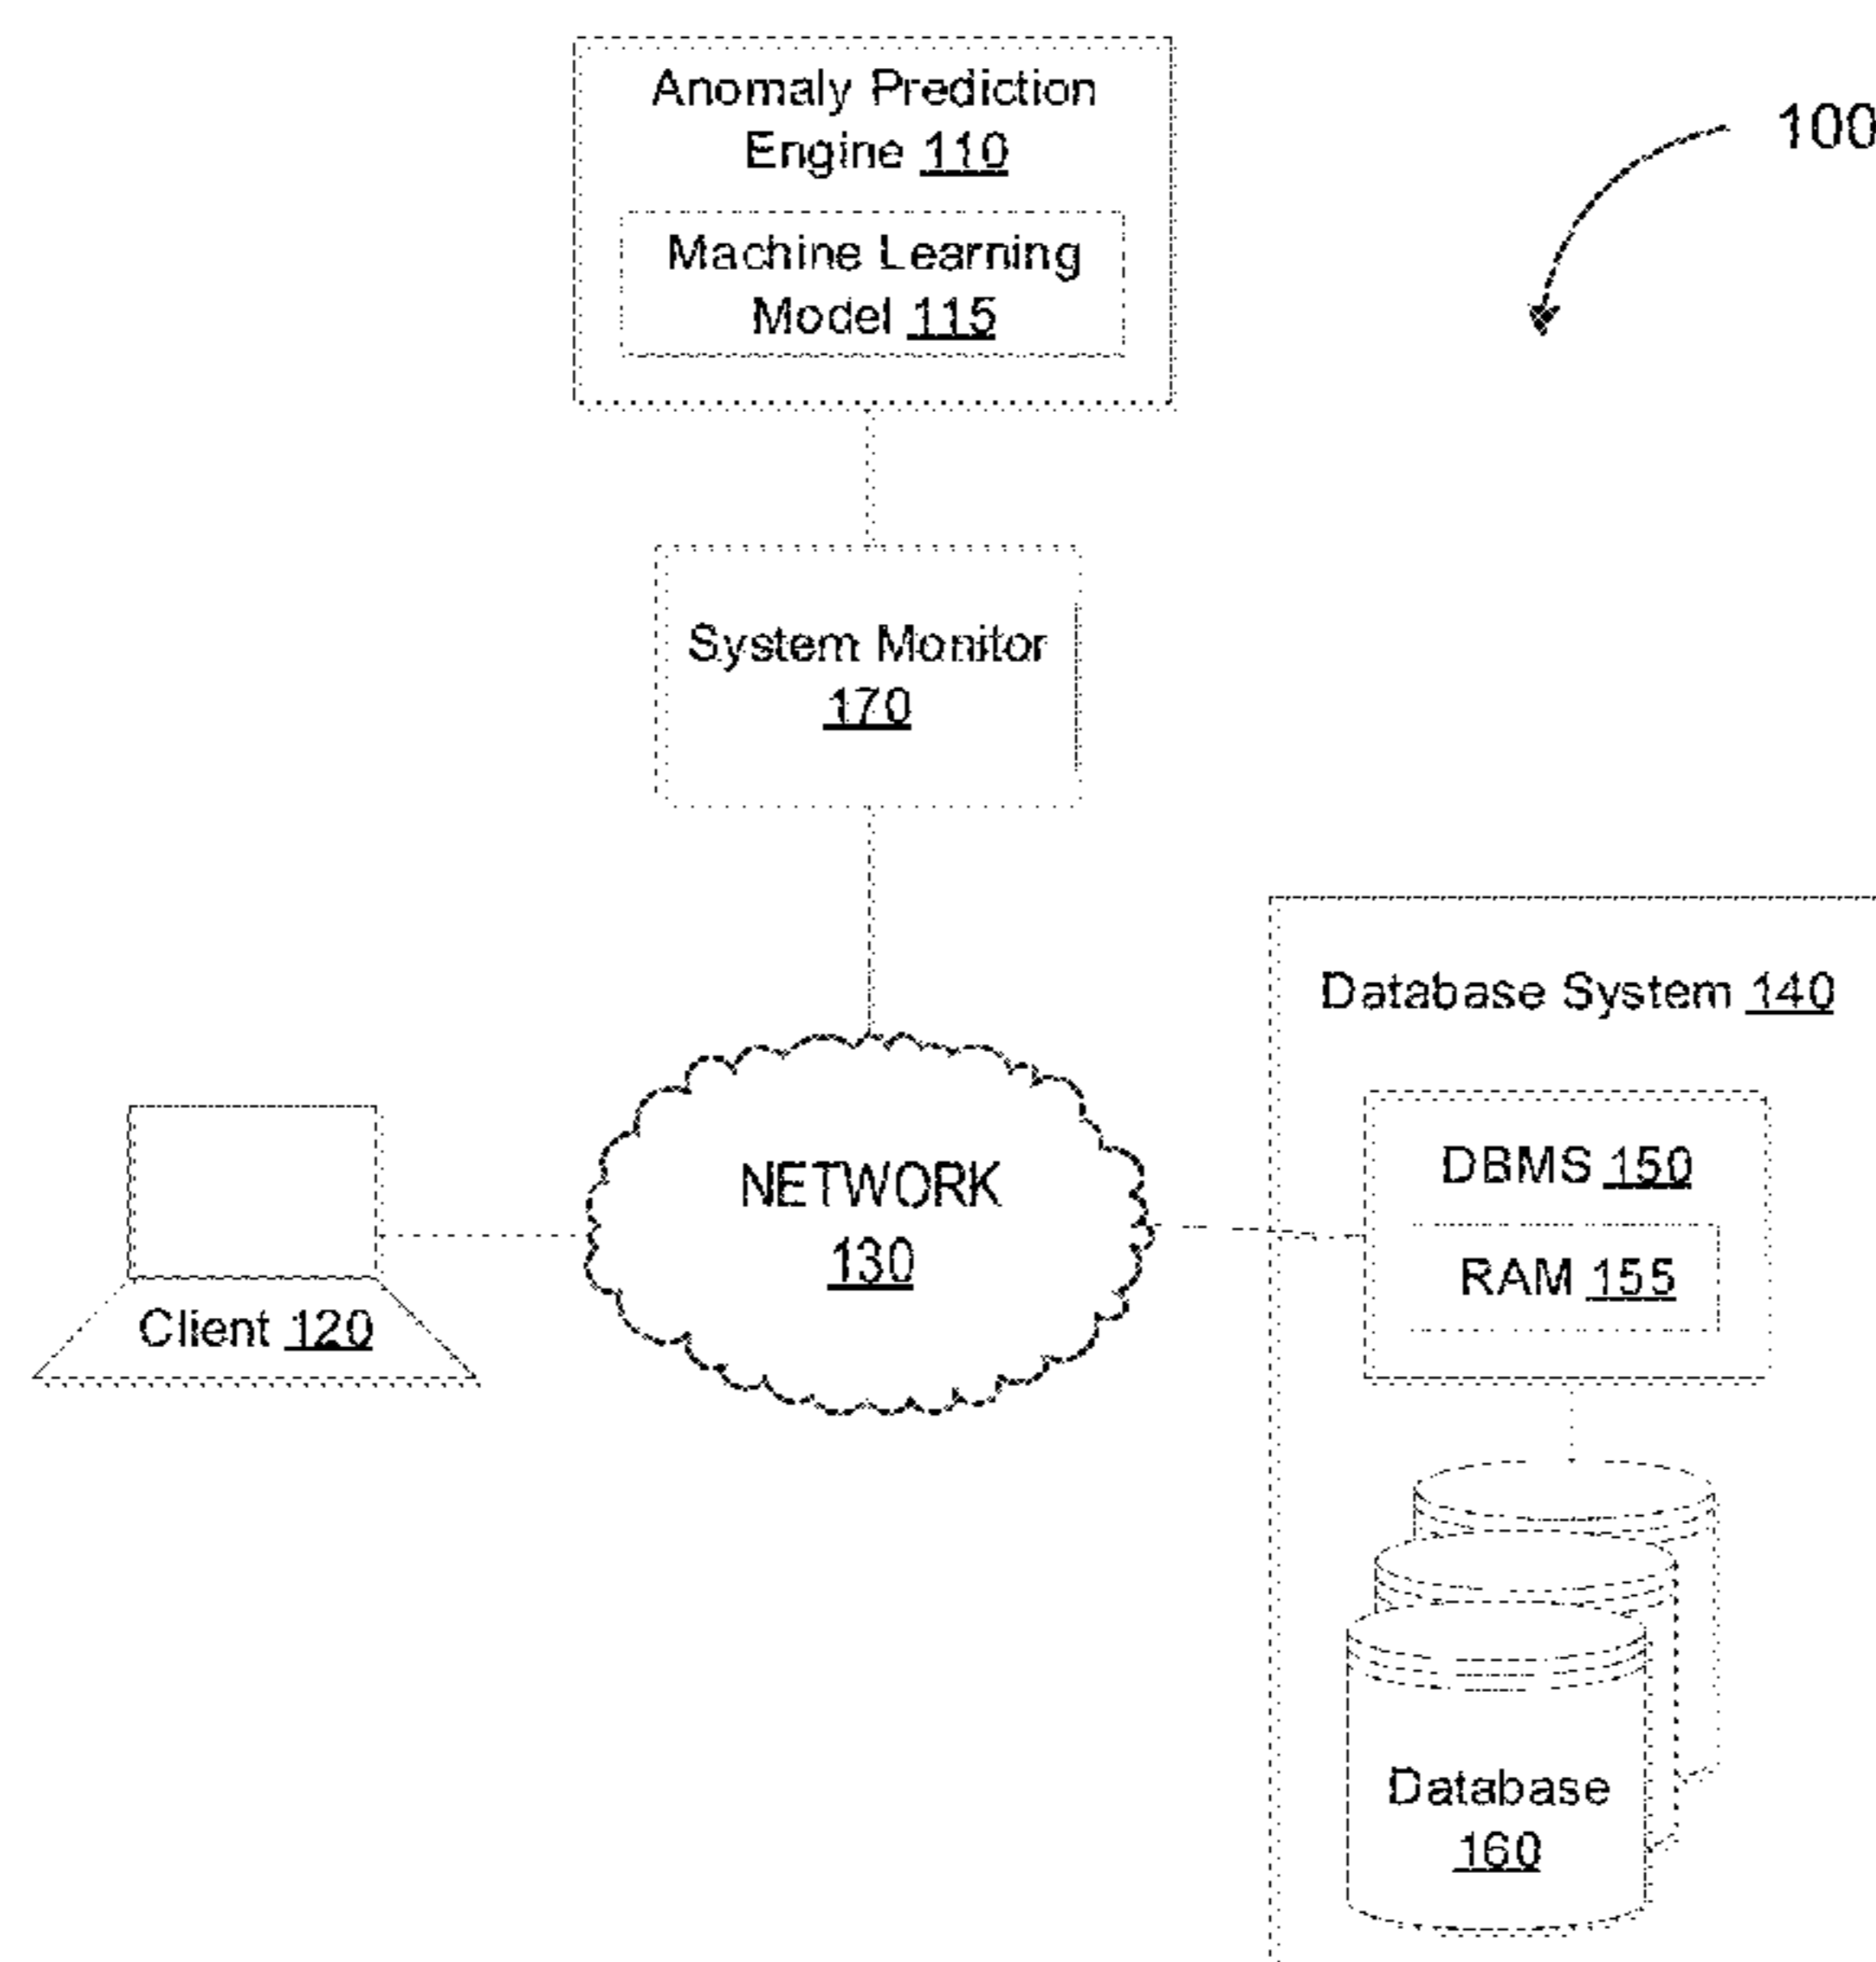 Anomaly Prediction
Engine 110
Machine Learning
Model 115
100
System Monitor
170
Database System 140
DBMS 150
RAM 155
NETWORK
130
Client 120
Database
160